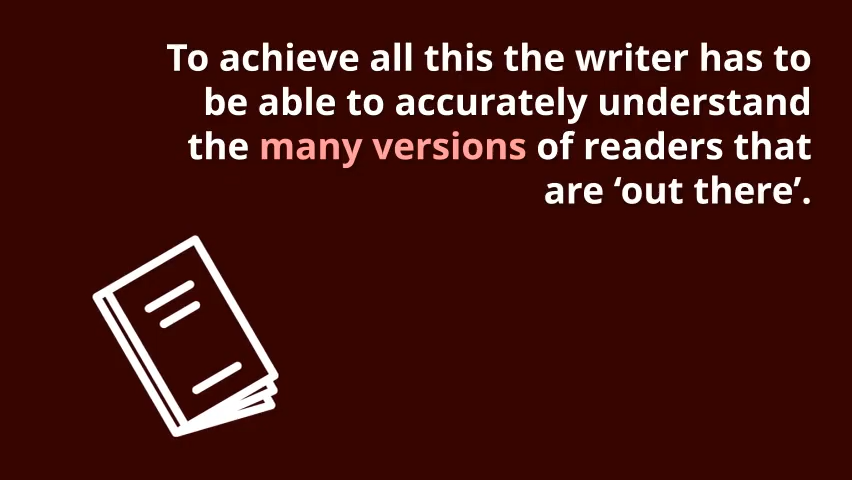 To achieve all this the writer has to
be able to accurately understand
the many versions of readers that
are ‘out there’.